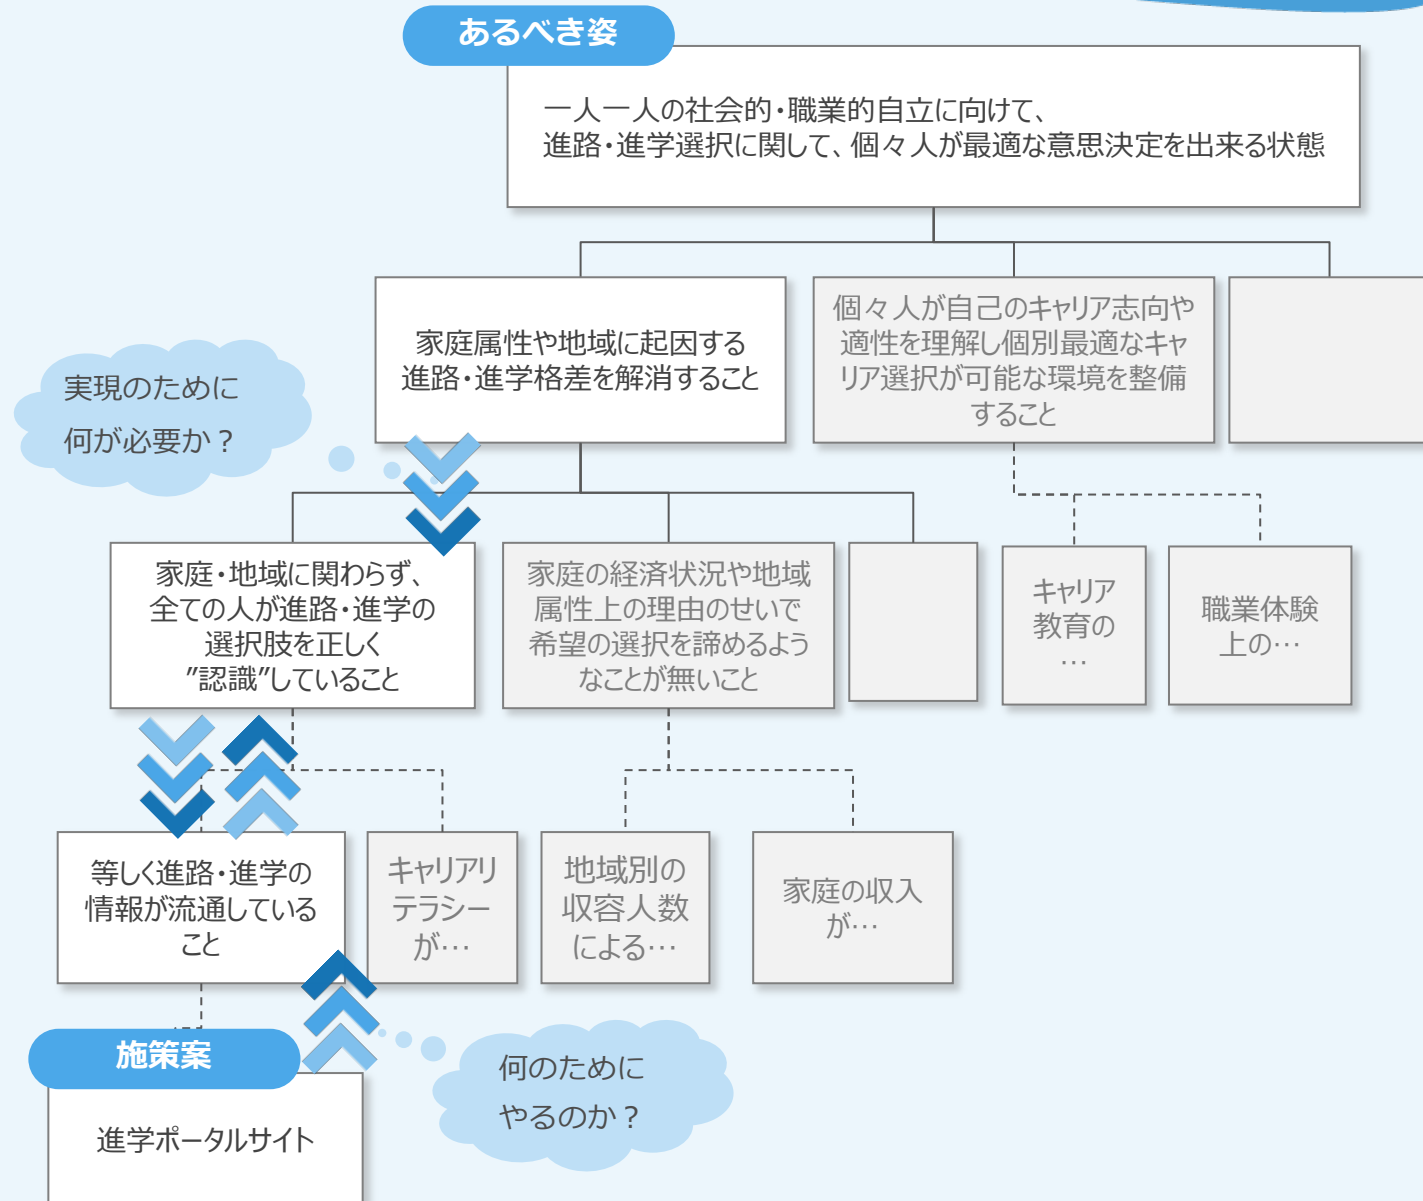 あるべき姿
一人一人の社会的・職業的自立に向けて、
進路・進学選択に関して、個々人が最適な意思決定を出来る状態
家庭属性や地域に起因する
進路・進学格差を解消すること
個々人が自己のキャリア志向や
適性を理解し個別最適なキャ
リア選択が可能な環境を整備
すること
実現のために
何が必要か？
家庭・地域に関わらず、
全ての人が進路・進学の
選択肢を正しく
”認識”していること
家庭の経済状況や地域
属性上の理由のせいで
希望の選択を諦めるよう
なことが無いこと
キャリア
教育の
…
職業体験
上の…
等しく進路・進学の
情報が流通している
こと
キャリアリ
テラシー
が…
地域別の
収容人数
による…
家庭の収入
が…
施策案
進学ポータルサイト
何のために
やるのか？